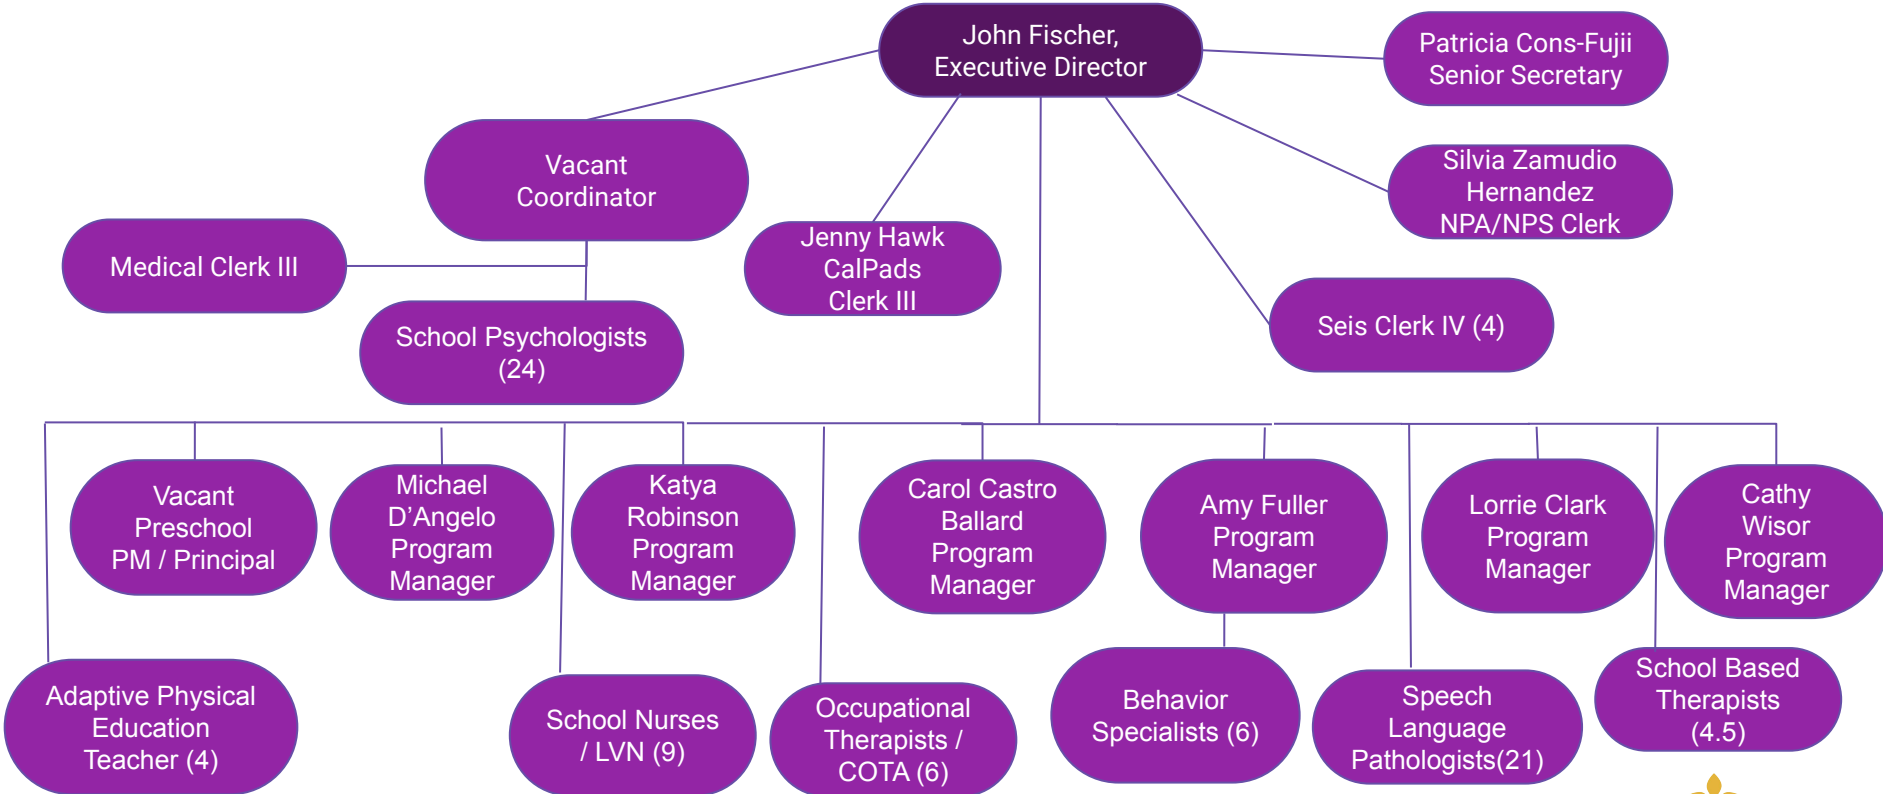 John Fischer,
Executive Director
Patricia Cons-Fujii
Senior Secretary
Vacant
Coordinator
Silvia Zamudio
Hernandez
NPA/NPS Clerk
Medical Clerk III
Jenny Hawk
CalPads
Clerk III
School Psychologists
(24)
Seis Clerk IV (4)
Vacant
Preschool
PM / Principal
Michael
D’Angelo
Program
Manager
Katya
Robinson
Program
Manager
Carol Castro
Ballard
Program
Manager
Amy Fuller
Program
Manager
Lorrie Clark
Program
Manager
Cathy
Wisor
Program
Manager
Adaptive Physical
Education
Teacher (4)
School Nurses
/ LVN (9)
Occupational
Therapists /
COTA (6)
Behavior
Specialists (6)
Speech
Language
Pathologists(21)
School Based
Therapists
(4.5)